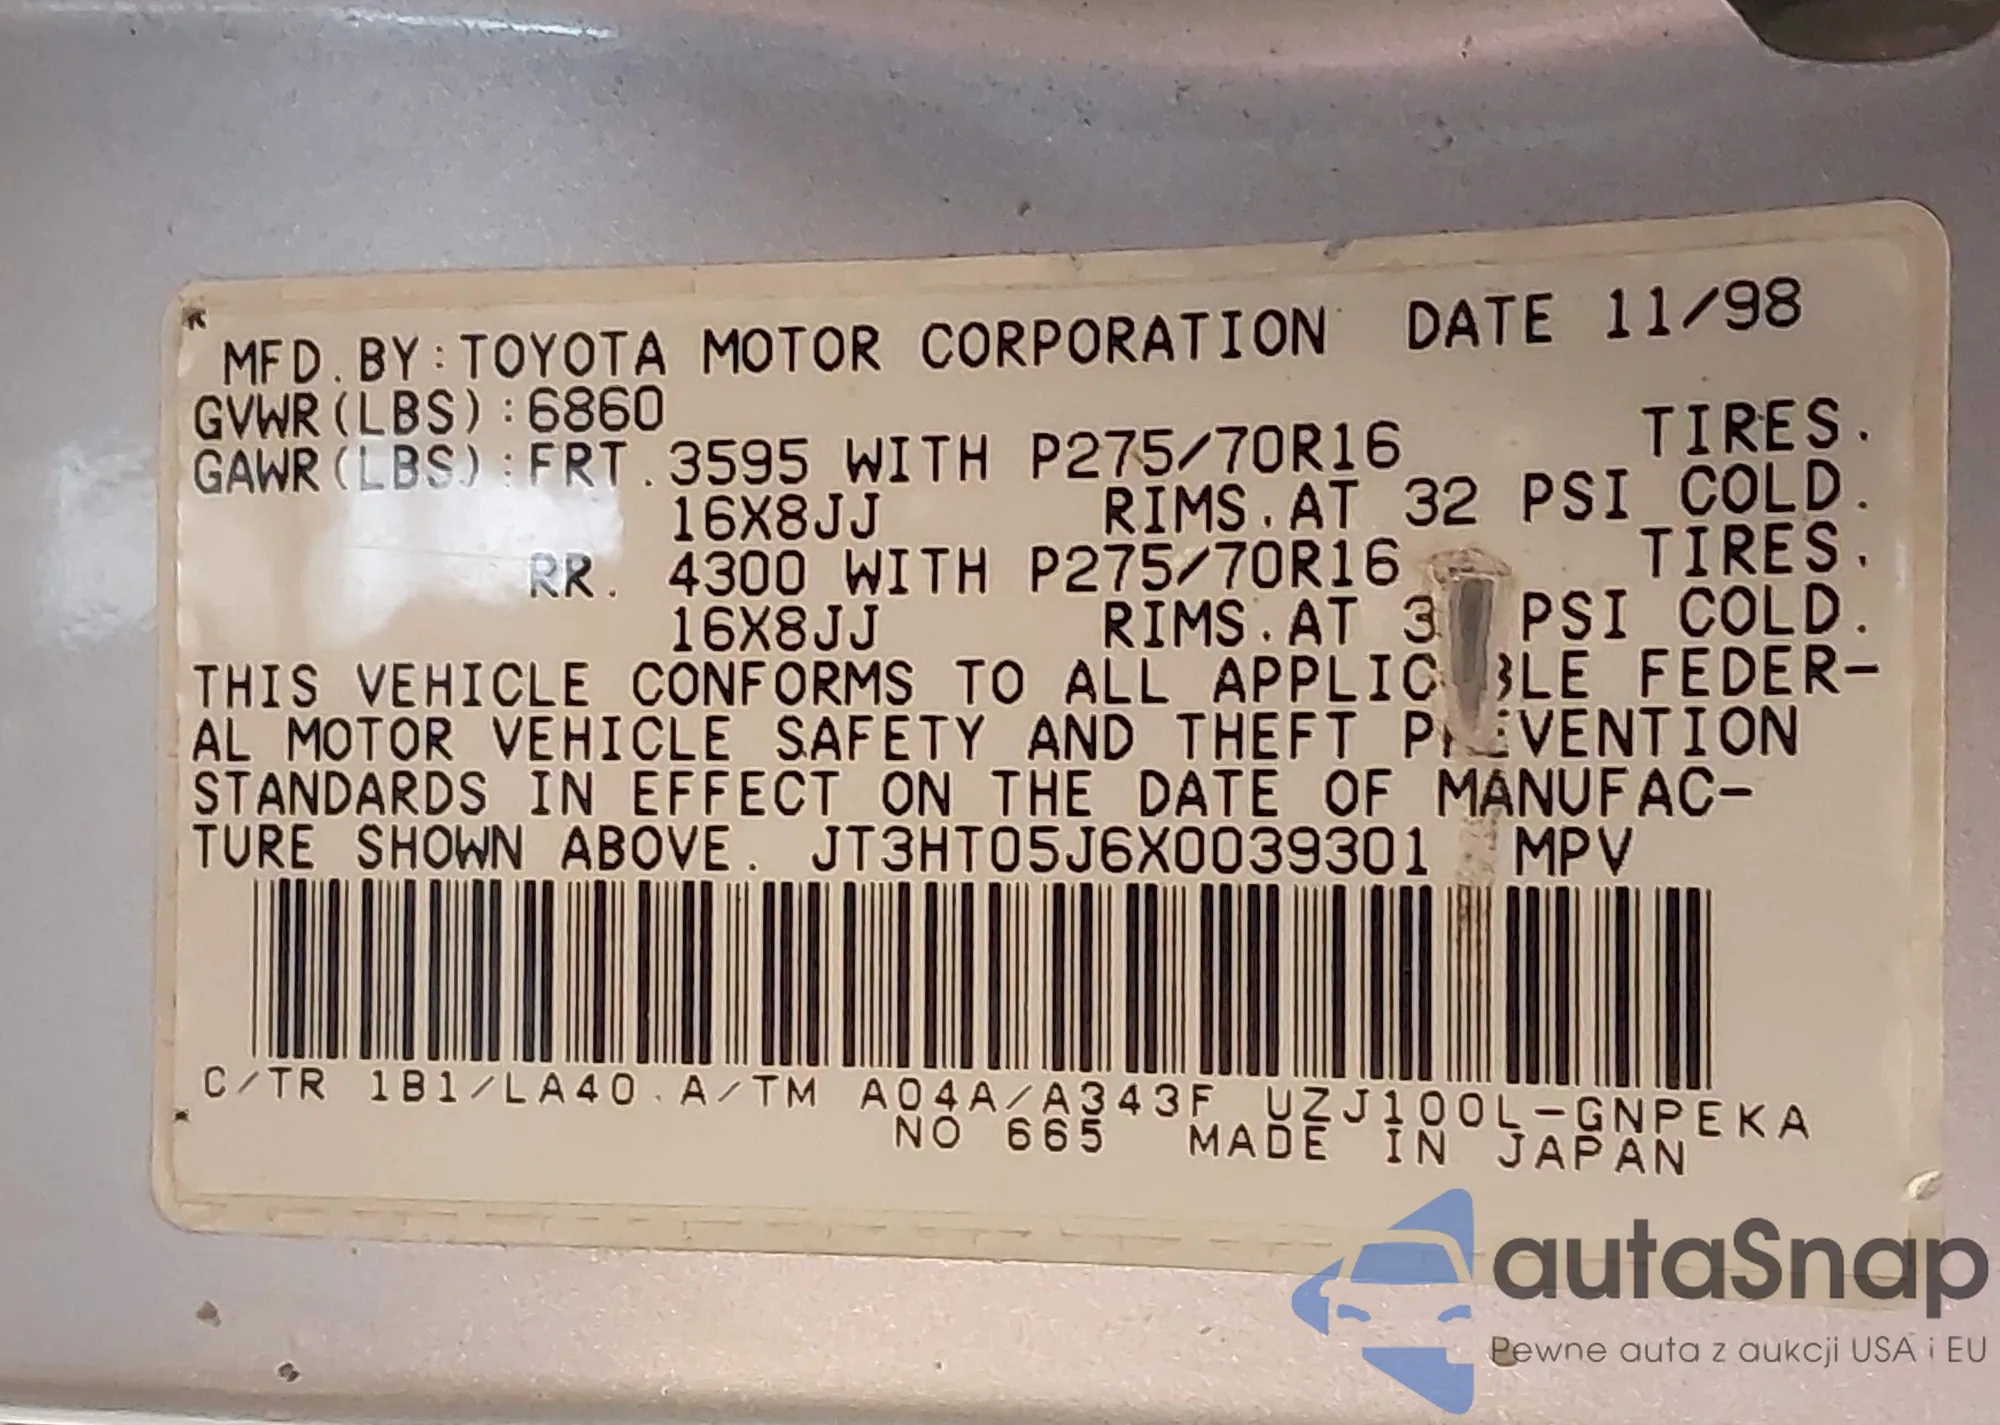 MFD.BY:TOYOTA MOTOR CORPORATION DATE 11/98
GVWR(LBS):6860
GAWR(LBS):FRT.3595 WITH P275/70R16 TIRES.
16X8JJ RIMS.AT 32 PSI COLD.
RR. 4300 WITH P275/70R16 TIRES.
16X8JJ RIMS.AT PSI COLD.
THIS VEHICLE CONFORMS TO ALL FEDER-
AL MOTOR VEHICLE SAFETY AND THEFT
STANDARDS IN EFFECT ON THE DATE OF MANUFAC-
TURE SHOWN ABOVE. JT3HT05J6X0039301 MPV
C/TR 1B1/LA40.A/TM A04A/A343F UZJ100L-GNPEKA
NO 665 MADE IN JAPAN
autaSnap
Pewne auta z aukcji USA i EU